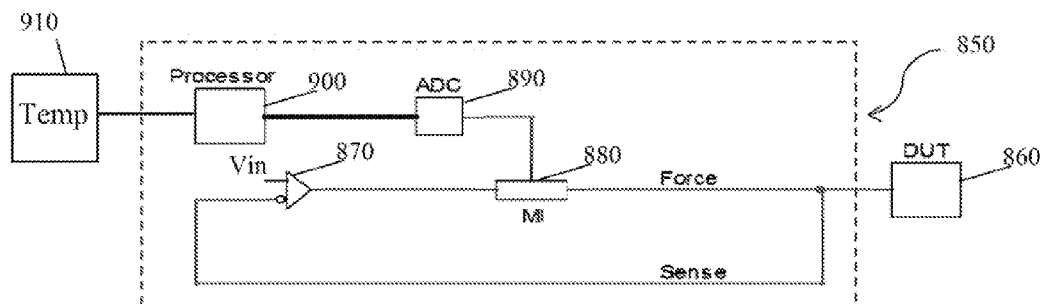 910
850
Processor
900
ADC
890
Temp
DUT
Vin
870
880
860
Force
MI
Sense